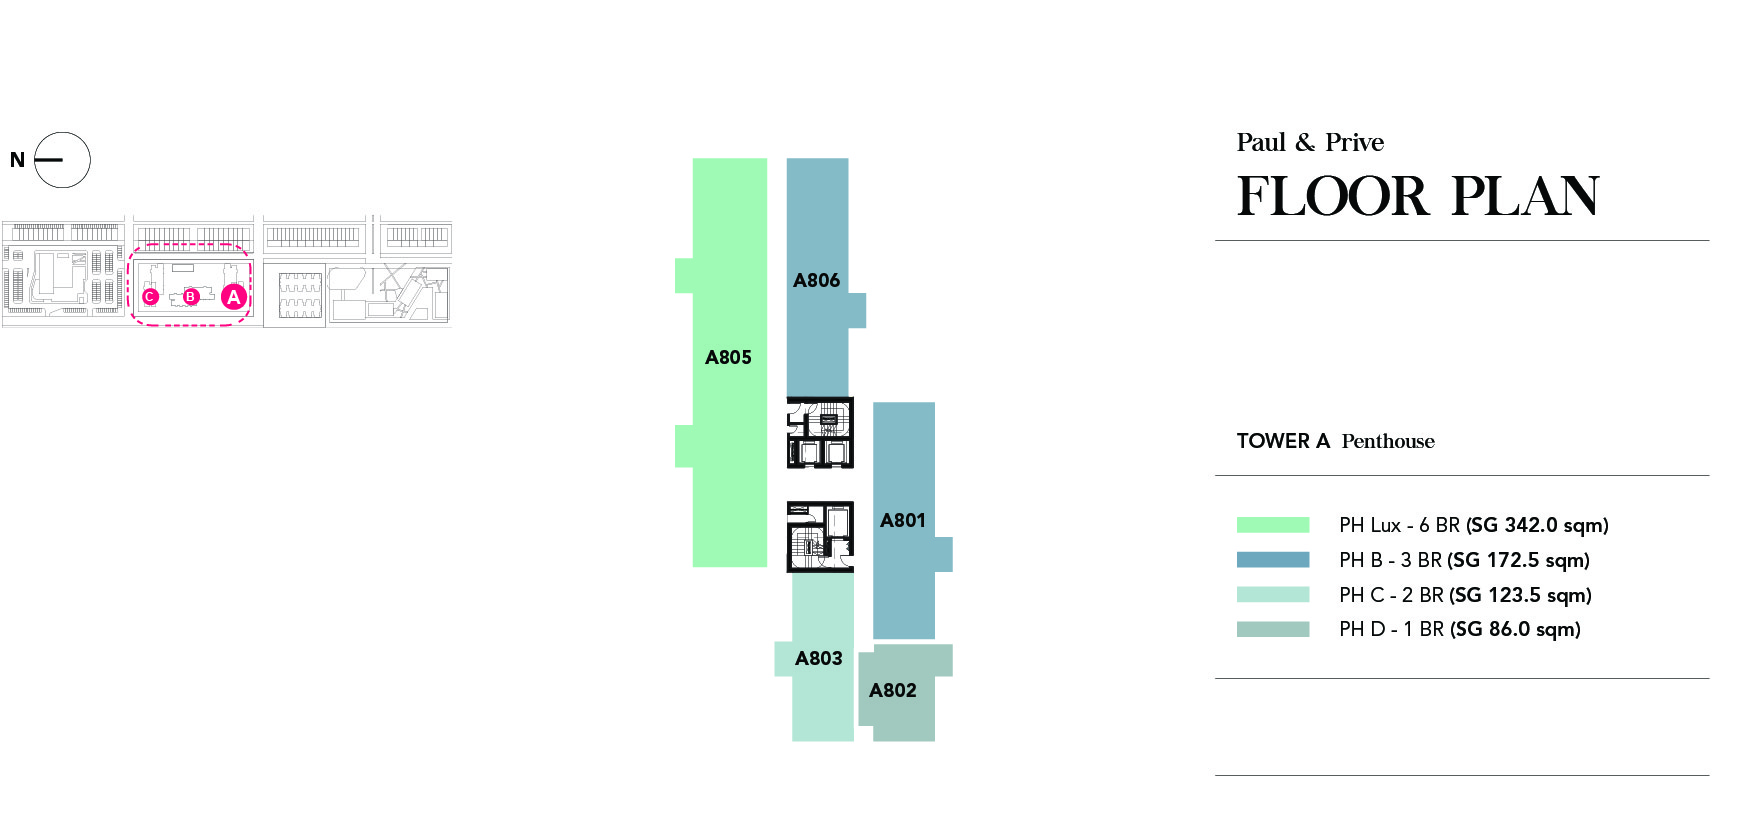 Paul & Prive
FLOOR PLAN
N
C
B
A
A806
A805
A801
A803
A802
TOWER A Penthouse
PH Lux - 6 BR (SG 342.0 sqm)
PH B - 3 BR (SG 172.5 sqm)
PH C - 2 BR (SG 123.5 sqm)
PH D - 1 BR (SG 86.0 sqm)